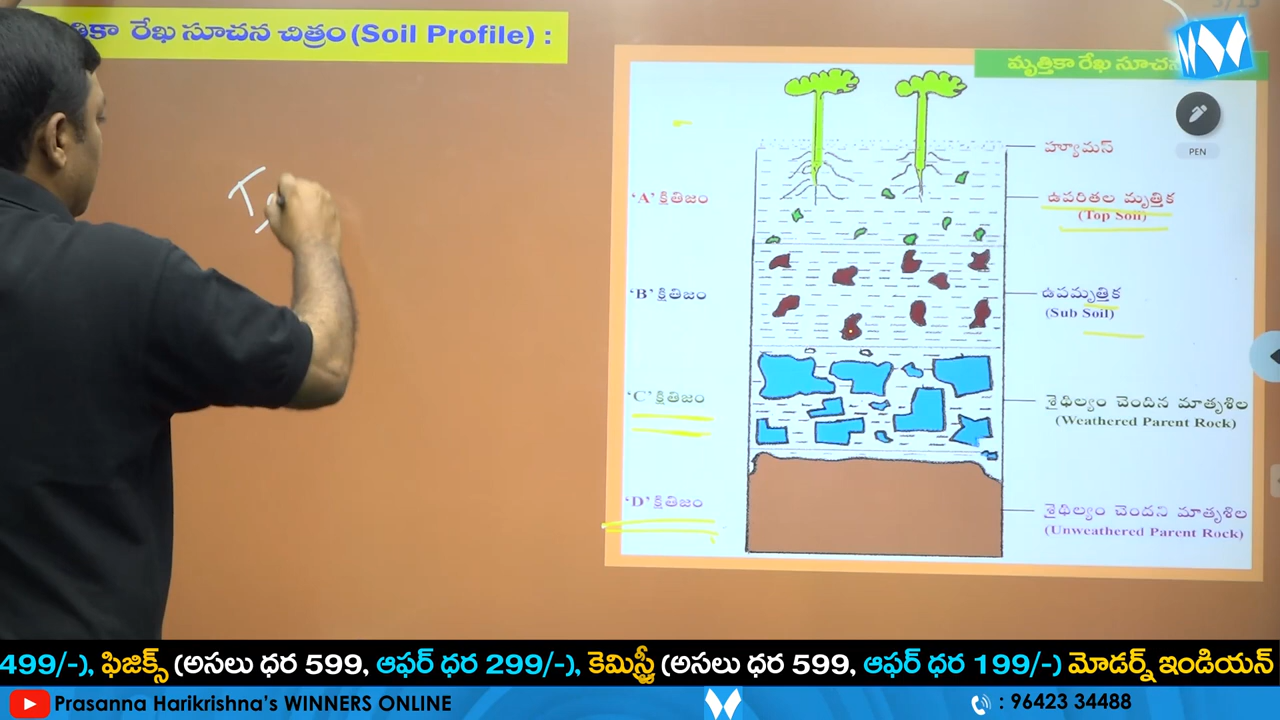 రేఖా సూచన చిత్రం (Soil Profile) :
మృత్తికా రేఖా
PEN
హ్యూమస్
'A' క్షితిజం
ఉపరితల మృత్తిక
(Top Soil)
'B' క్షితిజం
ఉపమృత్తిక
(Sub Soil)
'C' క్షితిజం
శైథిల్యం చెందిన మాతృశిల
(Weathered Parent Rock)
'D' క్షితిజం
శైథిల్యం చెందని మాతృశిల
(Unweathered Parent Rock)
499/-), ఫిజిక్స్ (అసలు ధర 599, ఆఫర్ ధర 299/-), కెమిస్ట్రీ (అసలు ధర 599, ఆఫర్ ధర 199/-) మోడర్న్ ఇండియన్
Prasanna Harikrishna's WINNERS ONLINE
: 96423 34488